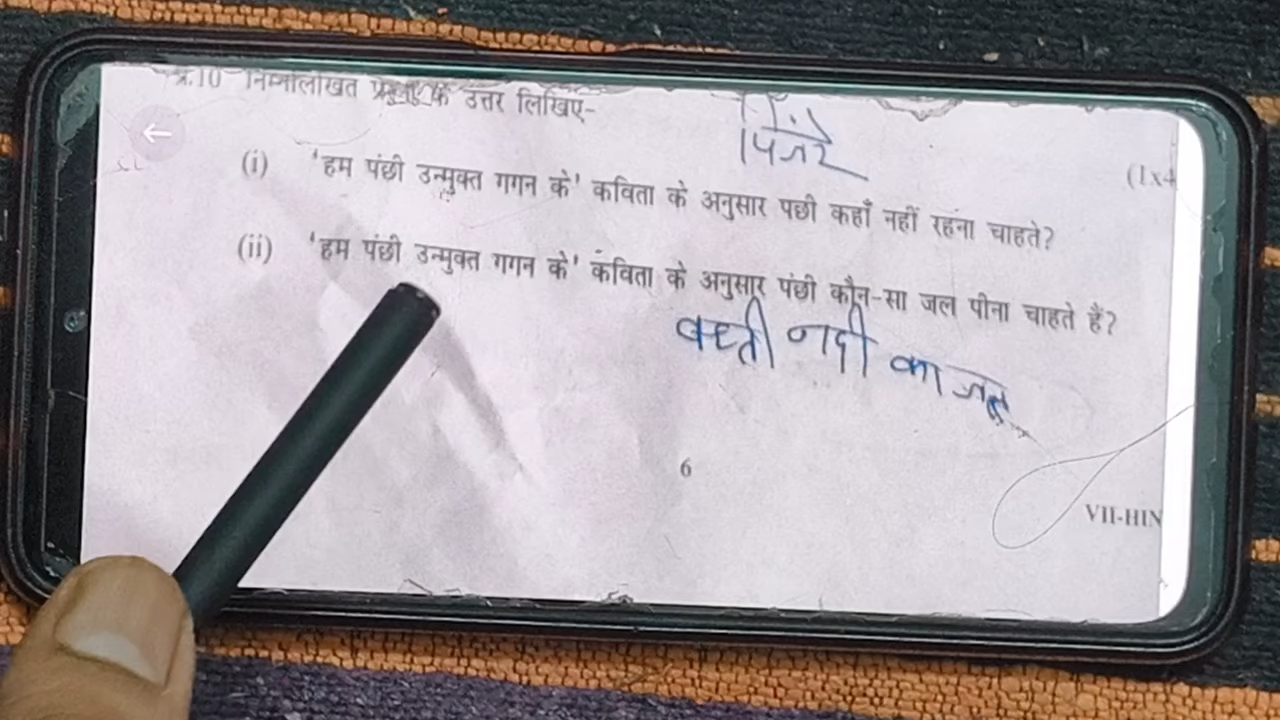 प्र.10 निम्नलिखित प्रश्नों के उत्तर लिखिए-
पिंजरे
(1x4
(i) 'हम पंछी उन्मुक्त गगन के' कविता के अनुसार पंछी कहाँ नहीं रहना चाहते?
(ii) 'हम पंछी उन्मुक्त गगन के' कविता के अनुसार पंछी कौन-सा जल पीना चाहते हैं?
बहती नदी का जल
6
VII-HIN